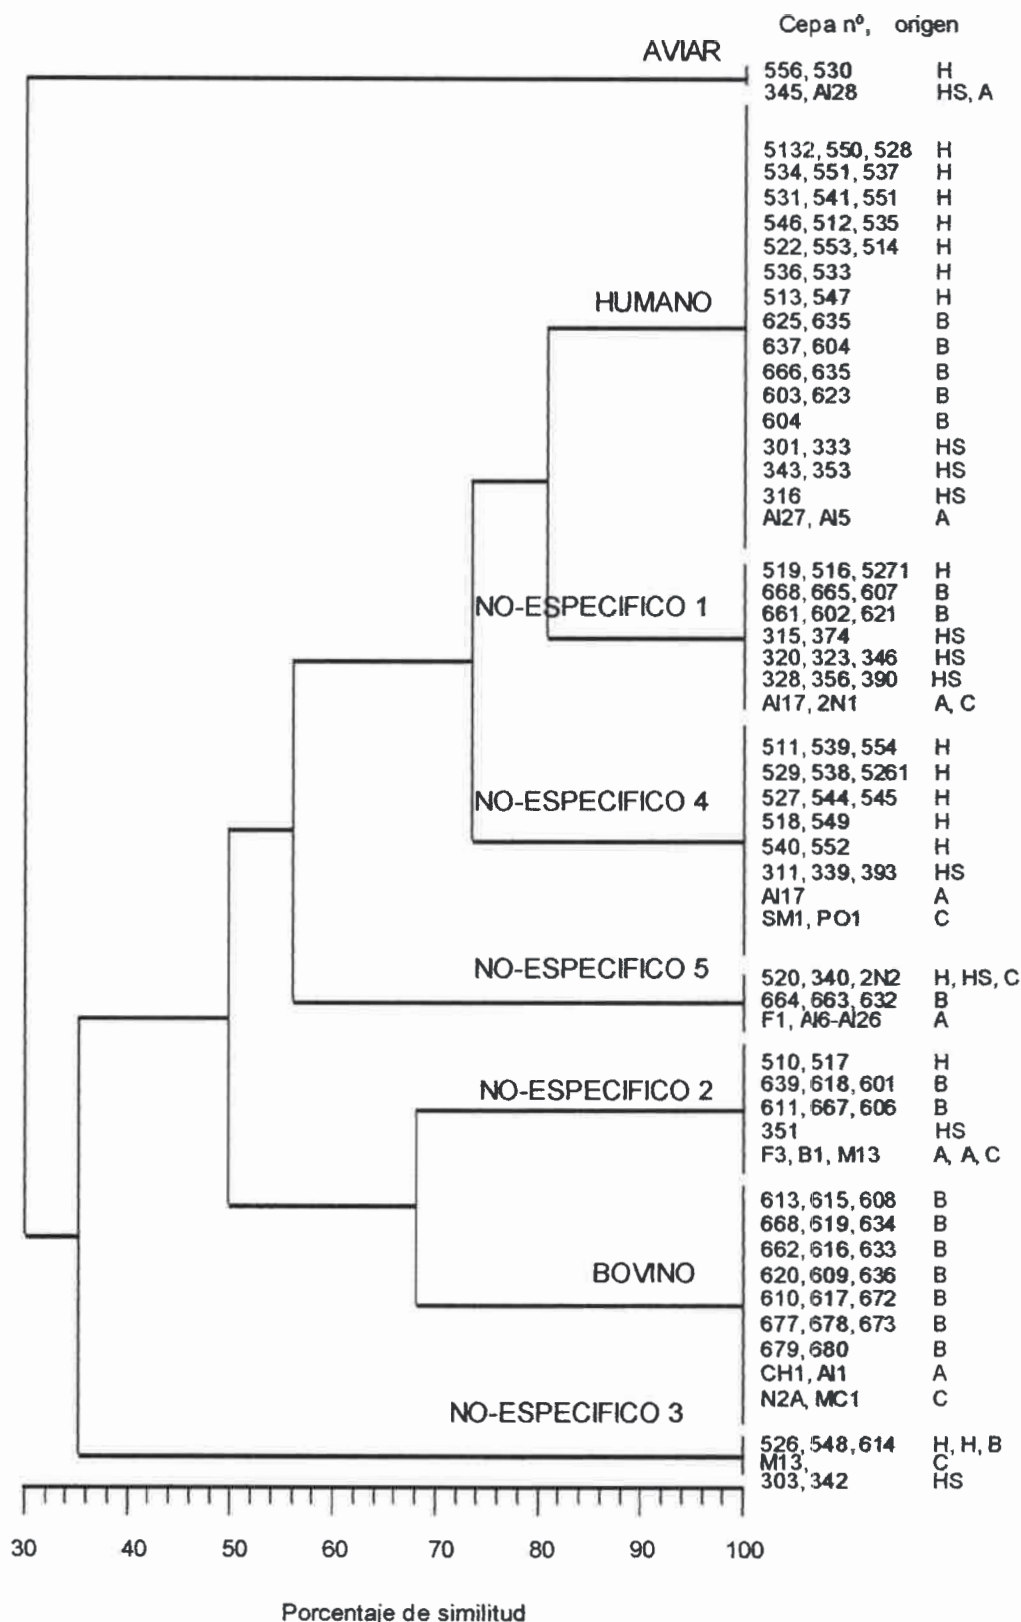 Cepa nº, origen
AVIAR
556, 530 H
345, AI28 HS, A
5132, 550, 528 H
534, 551, 537 H
531, 541, 551 H
546, 512, 535 H
522, 553, 514 H
536, 533 H
HUMANO
513, 547 H
625, 635 B
637, 604 B
666, 635 B
603, 623 B
604 B
301, 333 HS
343, 353 HS
316 HS
AI27, AI5 A
519, 516, 5271 H
668, 665, 607 B
NO-ESPECIFICO 1
661, 602, 621 B
315, 374 HS
320, 323, 346 HS
328, 356, 390 HS
AI17, 2N1 A, C
511, 539, 554 H
529, 538, 5261 H
NO-ESPECIFICO 4
527, 544, 545 H
518, 549 H
540, 552 H
311, 339, 393 HS
AI17 A
SM1, PO1 C
NO-ESPECIFICO 5
520, 340, 2N2 H, HS, C
664, 663, 632 B
F1, AI6-AI26 A
510, 517 H
NO-ESPECIFICO 2
639, 618, 601 B
611, 667, 606 B
351 HS
F3, B1, M13 A, A, C
613, 615, 608 B
668, 619, 634 B
662, 616, 633 B
BOVINO
620, 609, 636 B
610, 617, 672 B
677, 678, 673 B
679, 680 B
CH1, AI1 A
N2A, MC1 C
NO-ESPECIFICO 3
526, 548, 614 H, H, B
M13, C
303, 342 HS
30 40 50 60 70 80 90 100
Porcentaje de similitud